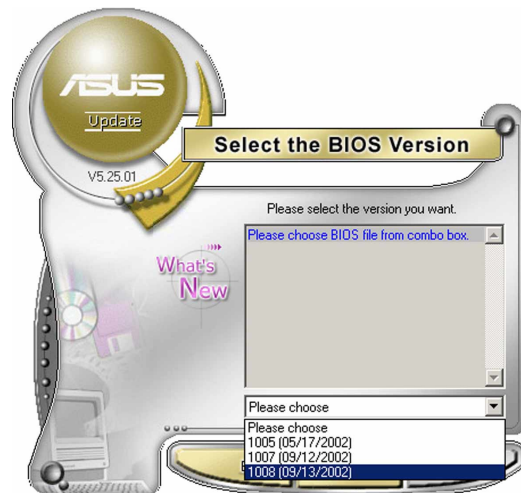 ASUS
Update
V5.25.01
Select the BIOS Version
Please select the version you want.
Please choose BIOS file from combo box.
What's
New
Please choose
Please choose
1005 (05/17/2002)
1007 (09/12/2002)
1008 (09/13/2002)